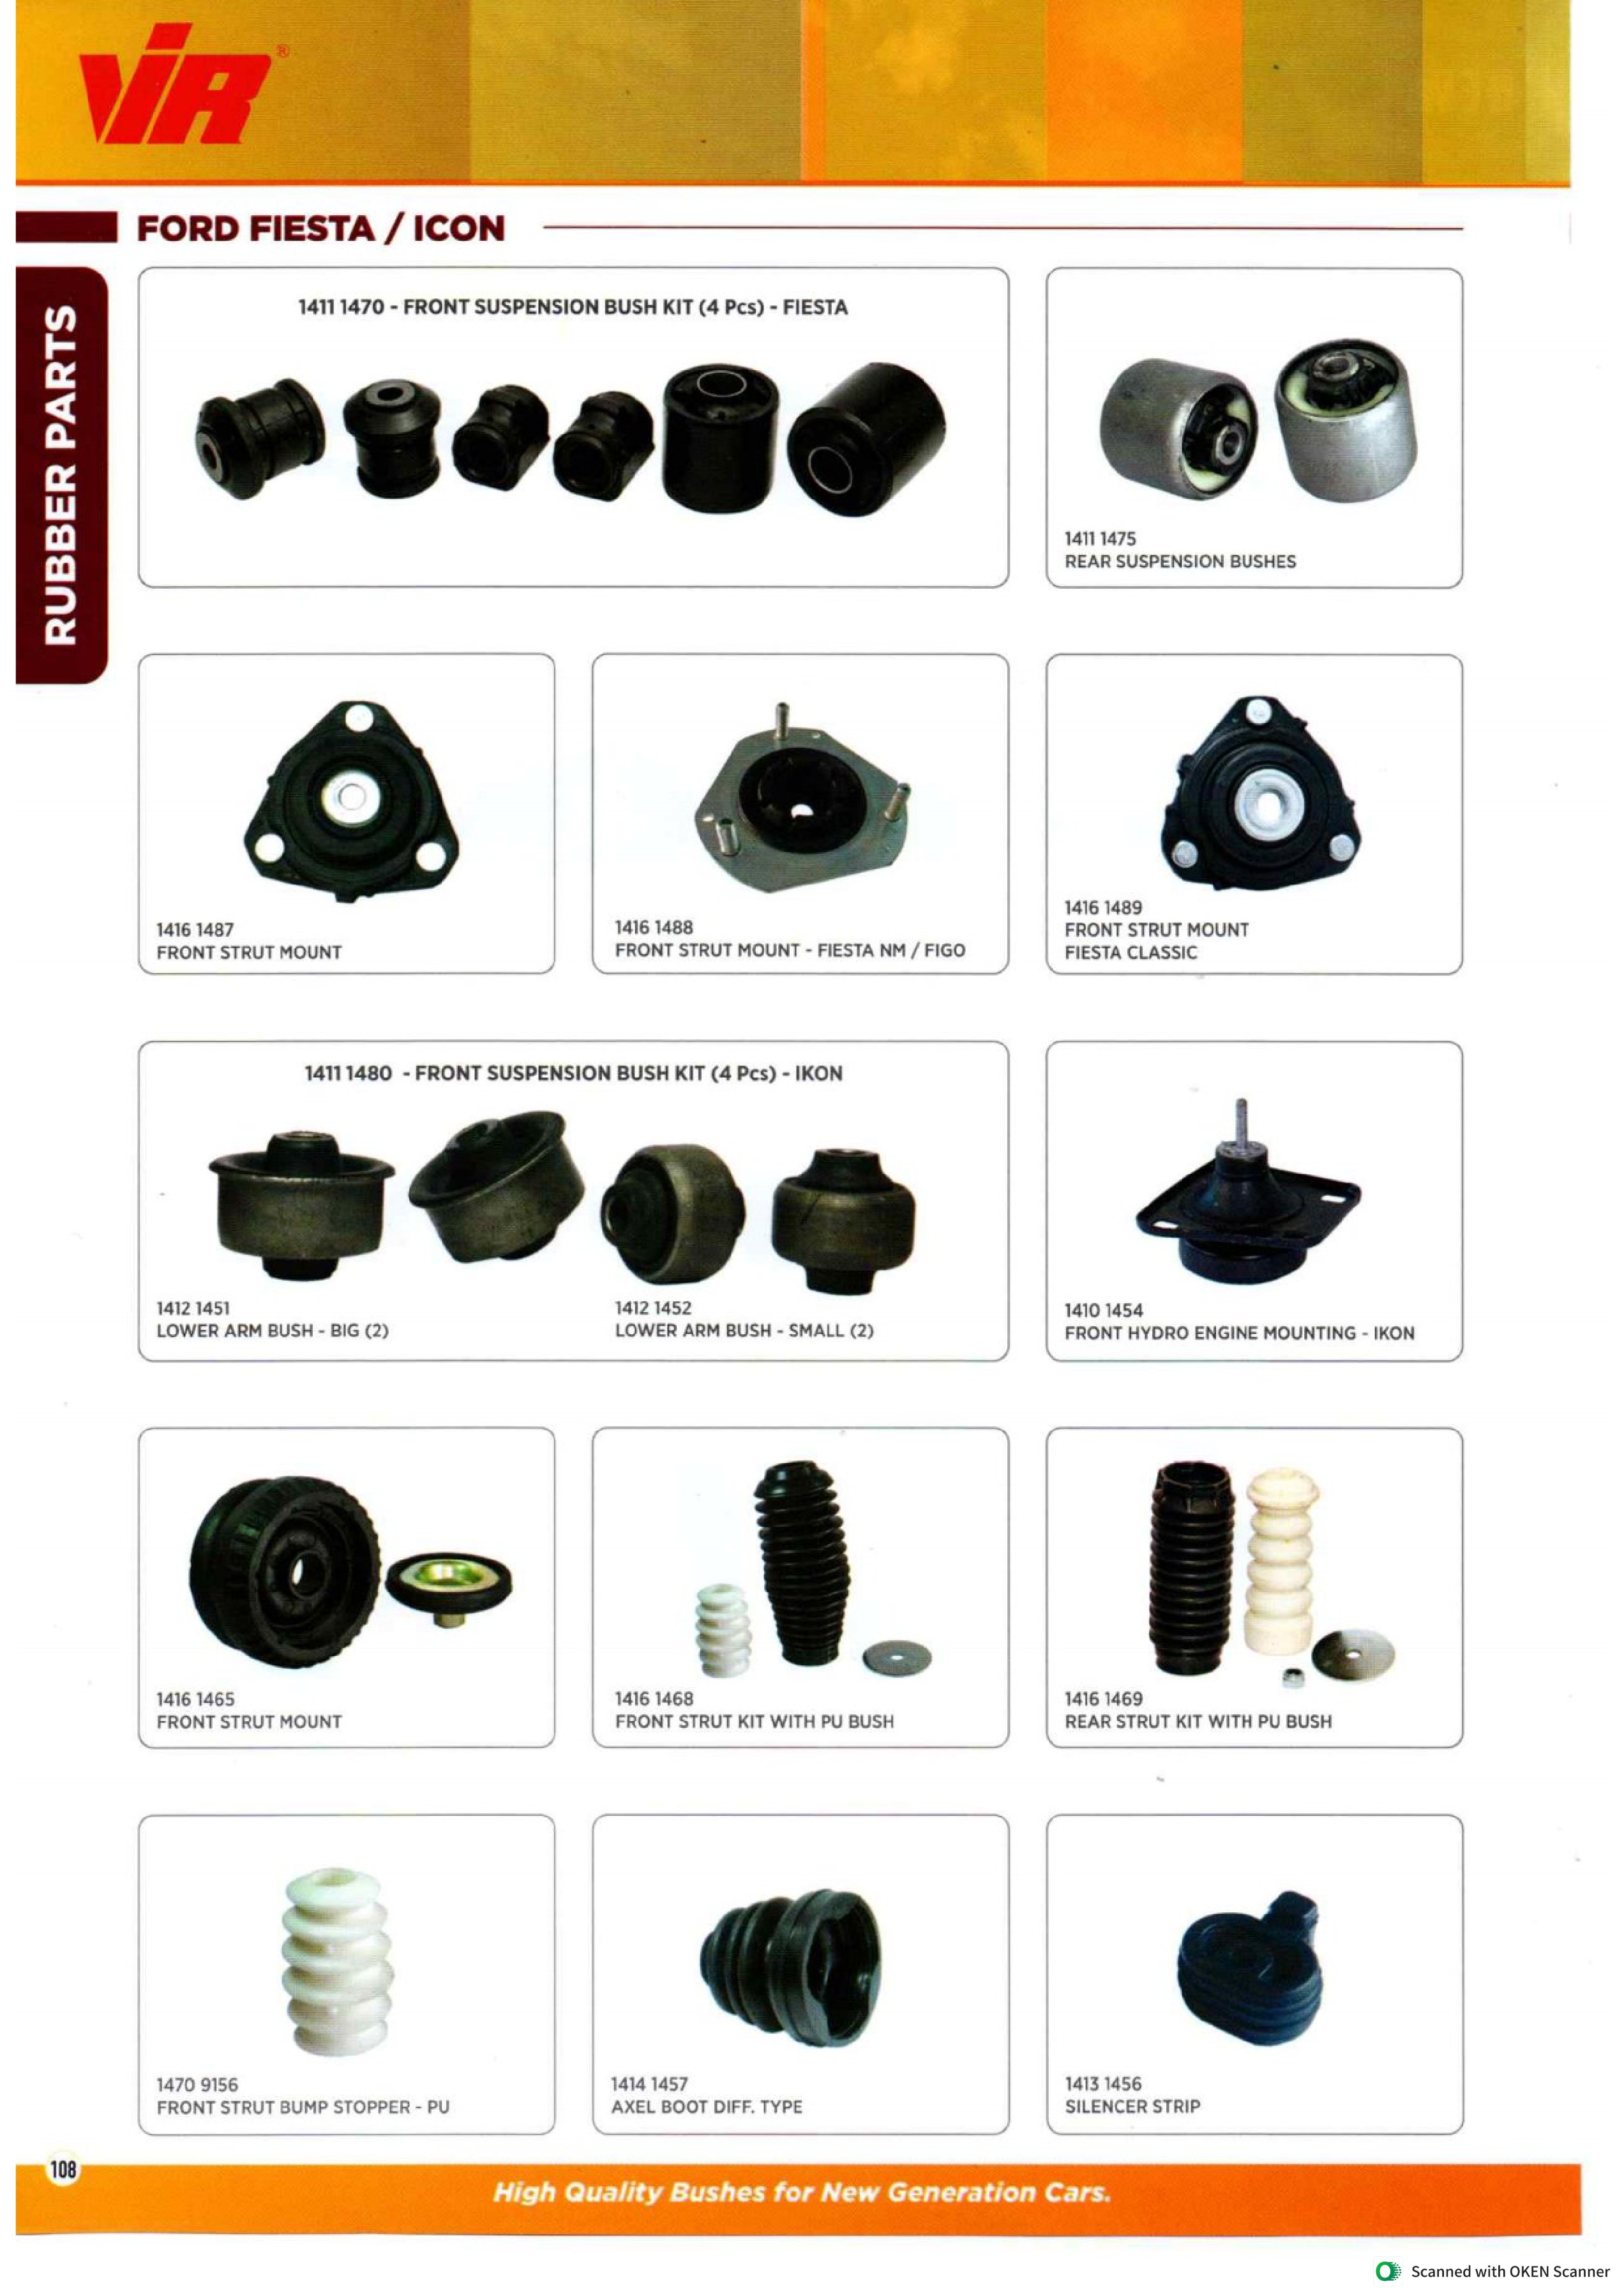 ViR®
FORD FIESTA / ICON
RUBBER PARTS
1411 1470 - FRONT SUSPENSION BUSH KIT (4 Pcs) - FIESTA
1411 1475
REAR SUSPENSION BUSHES
1416 1487
FRONT STRUT MOUNT
1416 1488
FRONT STRUT MOUNT - FIESTA NM / FIGO
1416 1489
FRONT STRUT MOUNT
FIESTA CLASSIC
1411 1480 - FRONT SUSPENSION BUSH KIT (4 Pcs) - IKON
1412 1451
LOWER ARM BUSH - BIG (2)
1412 1452
LOWER ARM BUSH - SMALL (2)
1410 1454
FRONT HYDRO ENGINE MOUNTING - IKON
1416 1465
FRONT STRUT MOUNT
1416 1468
FRONT STRUT KIT WITH PU BUSH
1416 1469
REAR STRUT KIT WITH PU BUSH
1470 9156
FRONT STRUT BUMP STOPPER - PU
1414 1457
AXEL BOOT DIFF. TYPE
1413 1456
SILENCER STRIP
108
High Quality Bushes for New Generation Cars.
Scanned with OKEN Scanner